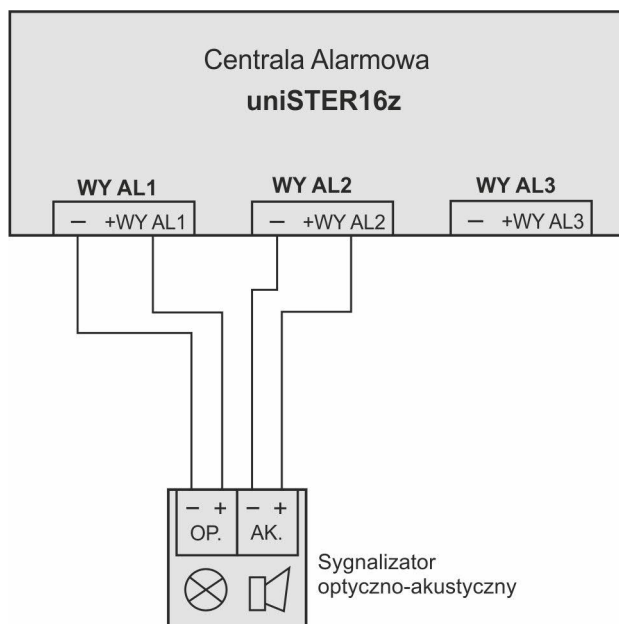 Centrala Alarmowa
uniSTER16z
WY AL1 WY AL2 WY AL3
− +WY AL1 − +WY AL2 − +WY AL3
− + − +
OP. AK.
Sygnalizator
optyczno-akustyczny